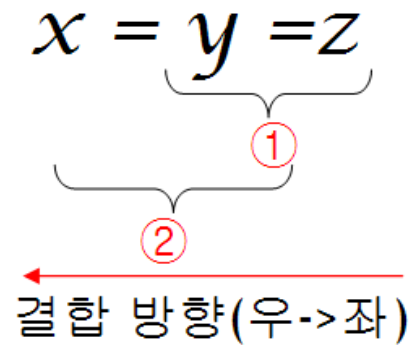 x = y =z
①
②
결합 방향(우->좌)